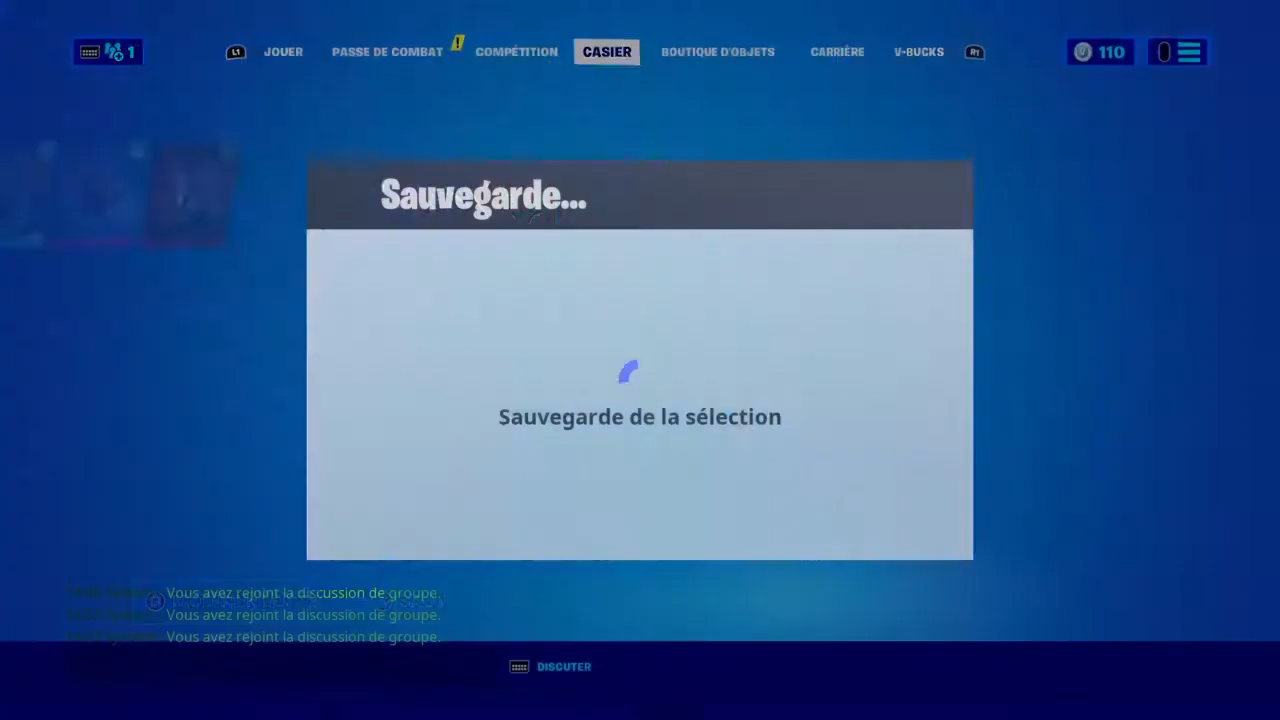 1
L1
JOUER
PASSE DE COMBAT
!
COMPÉTITION
CASIER
BOUTIQUE D'OBJETS
CARRIÈRE
V-BUCKS
R1
110
Sauvegarde...
Sauvegarde de la sélection
Vous avez rejoint la discussion de groupe.
Vous avez rejoint la discussion de groupe.
Vous avez rejoint la discussion de groupe.
DISCUTER